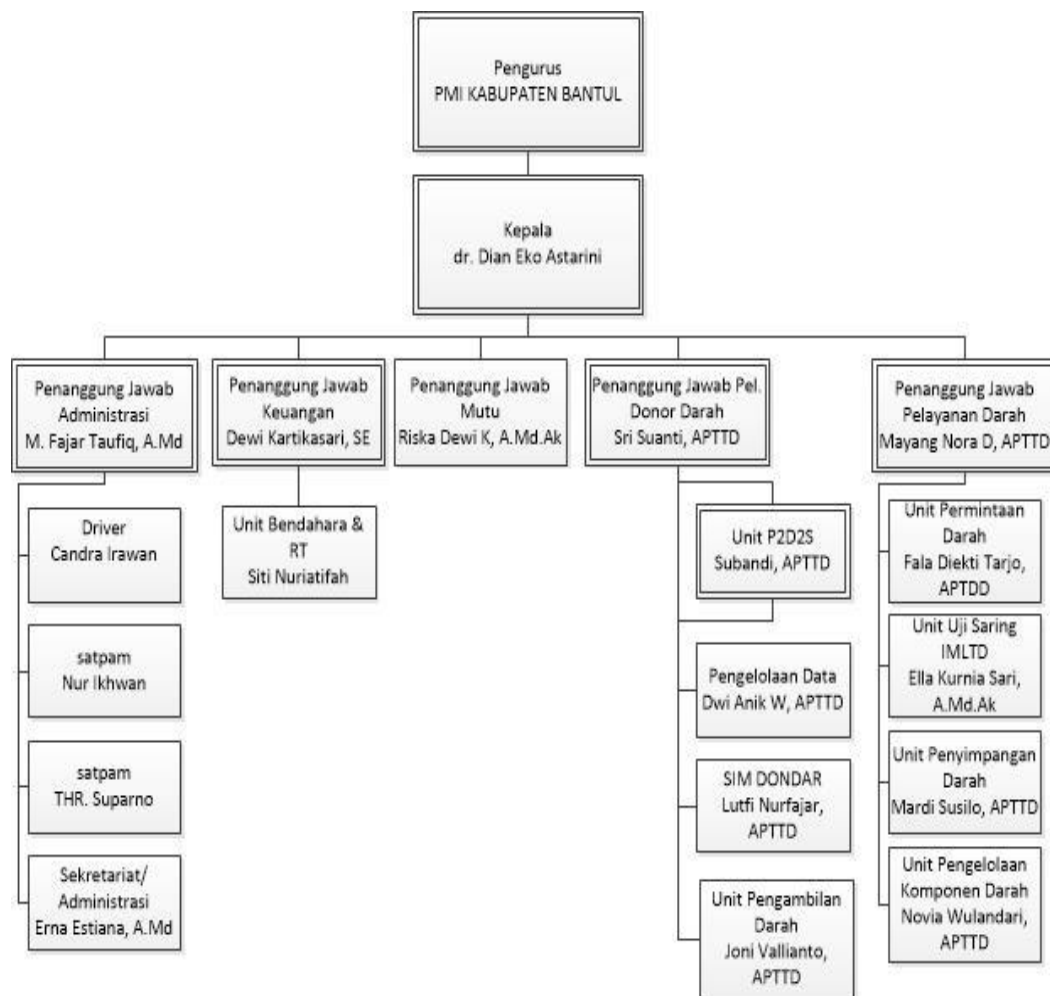 Pengurus
PMI KABUPATEN BANTUL
Kepala
dr. Dian Eko Astarini
Penanggung Jawab
Administrasi
M. Fajar Taufiq, A.Md
Penanggung Jawab
Keuangan
Dewi Kartikasari, SE
Penanggung Jawab
Mutu
Riska Dewi K, A.Md.Ak
Penanggung Jawab Pel.
Donor Darah
Sri Suanti, APTTD
Penanggung Jawab
Pelayanan Darah
Mayang Nora D, APTTD
Driver
Candra Irawan
satpam
Nur Ikhwan
satpam
THR. Suparno
Sekretariat/
Administrasi
Erna Estiana, A.Md
Unit Bendahara &
RT
Siti Nuriatifah
Unit P2D2S
Subandi, APTTD
Pengelolaan Data
Dwi Anik W, APTTD
SIM DONDAR
Lutfi Nurfajar,
APTTD
Unit Pengambilan
Darah
Joni Vallianto,
APTTD
Unit Permintaan
Darah
Fala Diekti Tarjo,
APTDD
Unit Uji Saring
IMLTD
Ella Kurnia Sari,
A.Md.Ak
Unit Penyimpangan
Darah
Mardi Susilo, APTTD
Unit Pengelolaan
Komponen Darah
Novia Wulandari,
APTTD